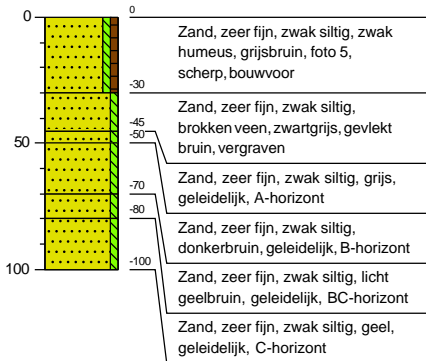 0
50
100
0
-30
-45
-50
-70
-80
-100
Zand, zeer fijn, zwak siltig, zwak
humeus, grijsbruin, foto 5,
scherp, bouwvoor
Zand, zeer fijn, zwak siltig,
brokken veen, zwartgrijs, gevlekt
bruin, vergraven
Zand, zeer fijn, zwak siltig, grijs,
geleidelijk, A-horizont
Zand, zeer fijn, zwak siltig,
donkerbruin, geleidelijk, B-horizont
Zand, zeer fijn, zwak siltig, licht
geelbruin, geleidelijk, BC-horizont
Zand, zeer fijn, zwak siltig, geel,
geleidelijk, C-horizont